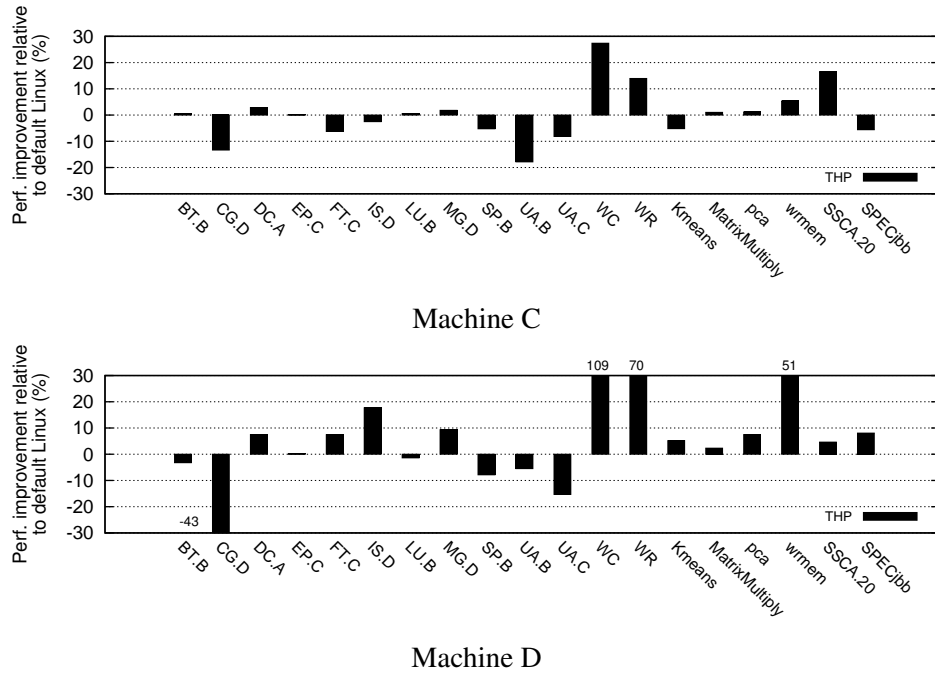 Perf. improvement relative
to default Linux (%)
30
20
10
0
-10
-20
-30
THP
BT.B
CG.D
DC.A
EP.C
FT.C
IS.D
LU.B
MG.D
SP.B
UA.B
UA.C
WC
WR
Kmeans
MatrixMultiply
pca
wrmem
SSCA.20
SPECjbb
Machine C
Perf. improvement relative
to default Linux (%)
109
70
51
30
20
10
0
-10
-20
-30
-43
THP
BT.B
CG.D
DC.A
EP.C
FT.C
IS.D
LU.B
MG.D
SP.B
UA.B
UA.C
WC
WR
Kmeans
MatrixMultiply
pca
wrmem
SSCA.20
SPECjbb
Machine D